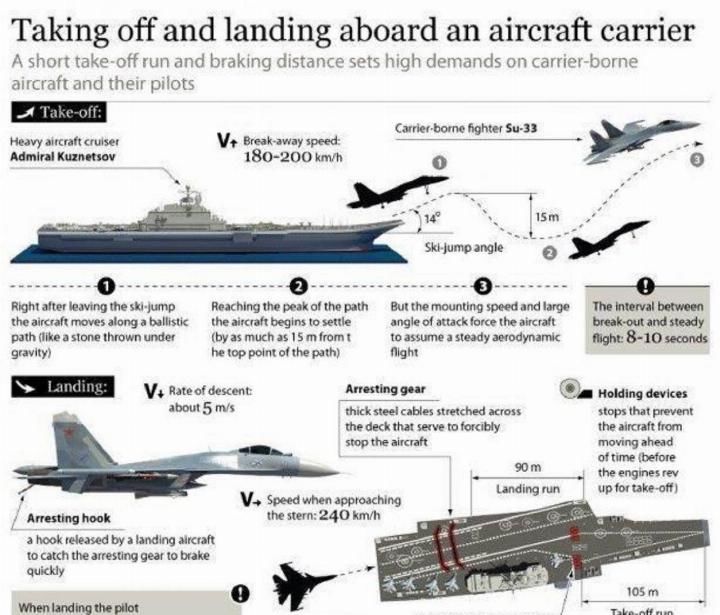 Taking off and landing aboard an aircraft carrier
A short take-off run and braking distance sets high demands on carrier-borne
aircraft and their pilots
Take-off:
Heavy aircraft cruiser
Admiral Kuznetsov
V Break-away speed:
180-200 km/h
Carrier-borne fighter Su-33
1
3
14°
15 m
Ski-jump angle
2
1
Right after leaving the ski-jump
the aircraft moves along a ballistic
path (like a stone thrown under
gravity)
2
Reaching the peak of the path
the aircraft begins to settle
(by as much as 15 m from t
he top point of the path)
3
But the mounting speed and large
angle of attack force the aircraft
to assume a steady aerodynamic
flight
!
The interval between
break-out and steady
flight: 8-10 seconds
Landing:
V Rate of descent:
about 5 m/s
Arresting gear
thick steel cables stretched across
the deck that serve to forcibly
stop the aircraft
Holding devices
stops that prevent
the aircraft from
moving ahead
of time (before
the engines rev
up for take-off)
90 m
Landing run
V Speed when approaching
the stern: 240 km/h
Arresting hook
a hook released by a landing aircraft
to catch the arresting gear to brake
quickly
!
When landing the pilot
105 m
Take-off run